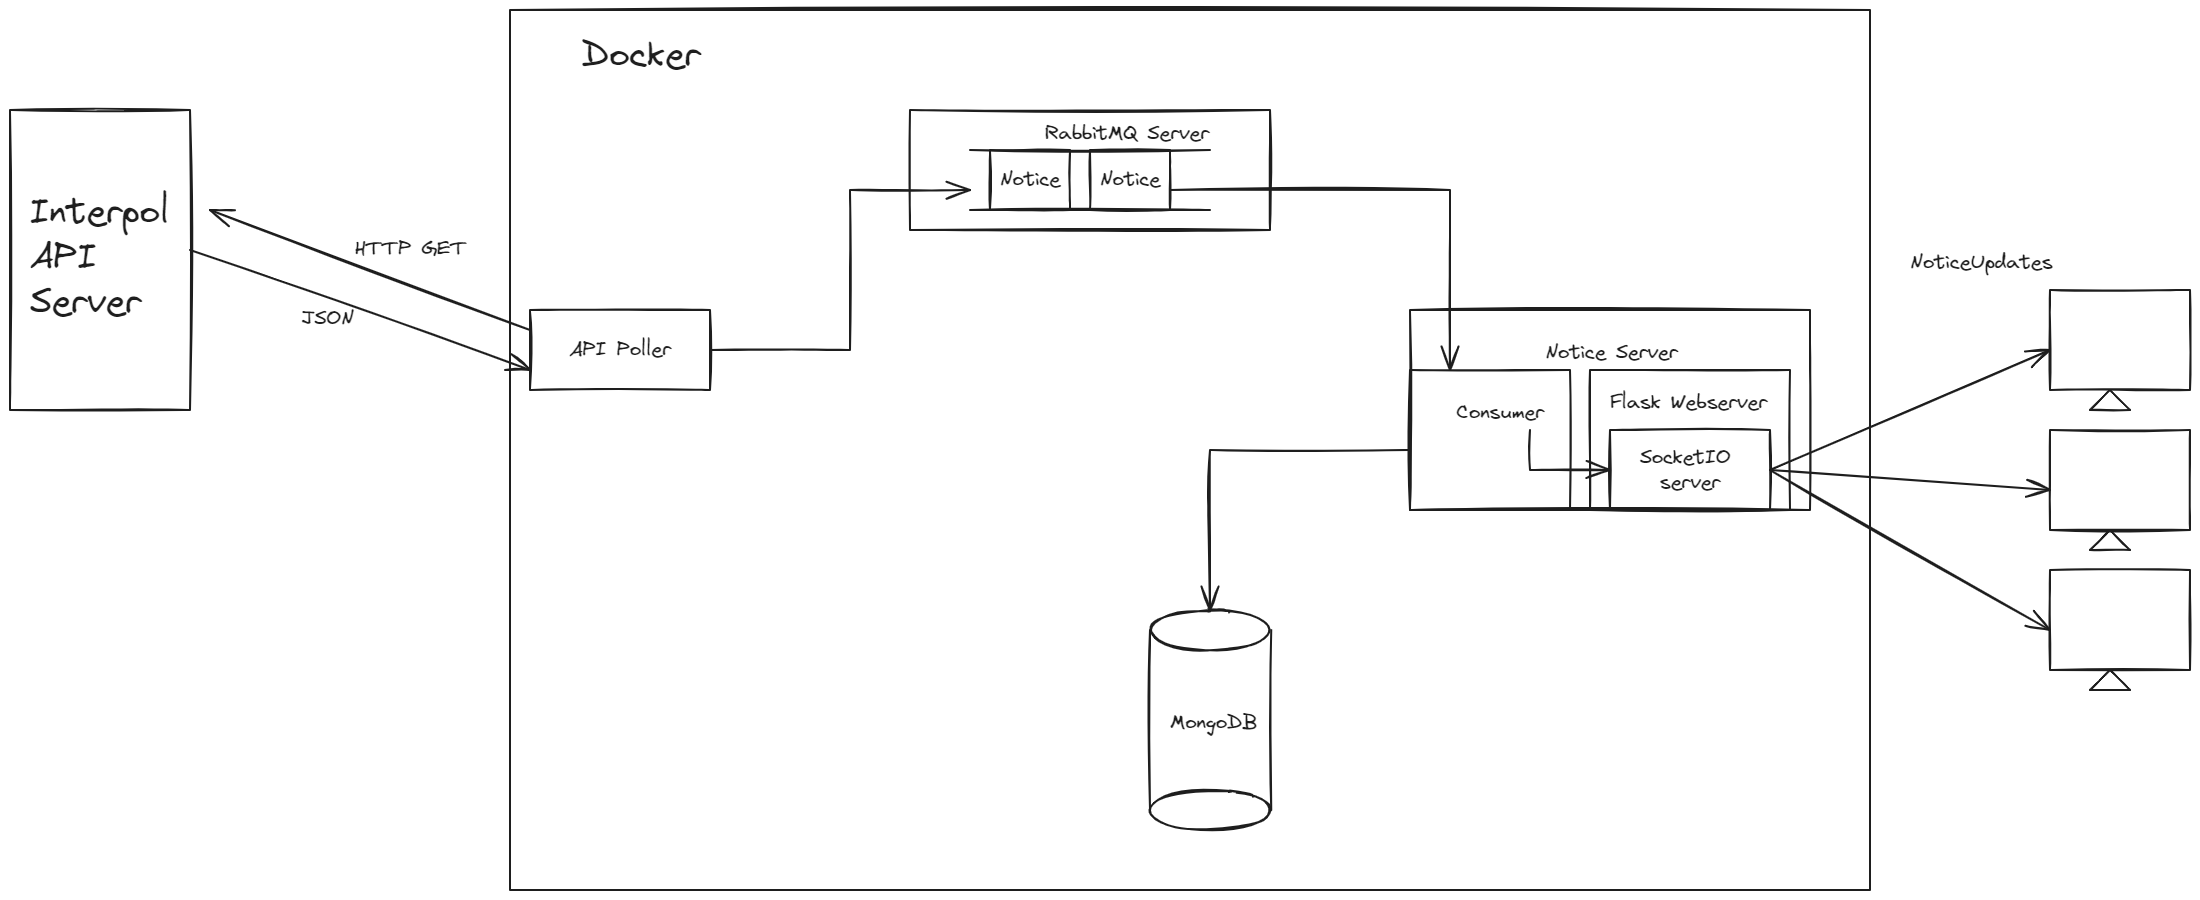 Docker
RabbitMQ Server
Notice
Notice
Interpol
API
Server
HTTP GET
JSON
API Poller
NoticeUpdates
Notice Server
Consumer
Flask Webserver
SocketIO
server
MongoDB